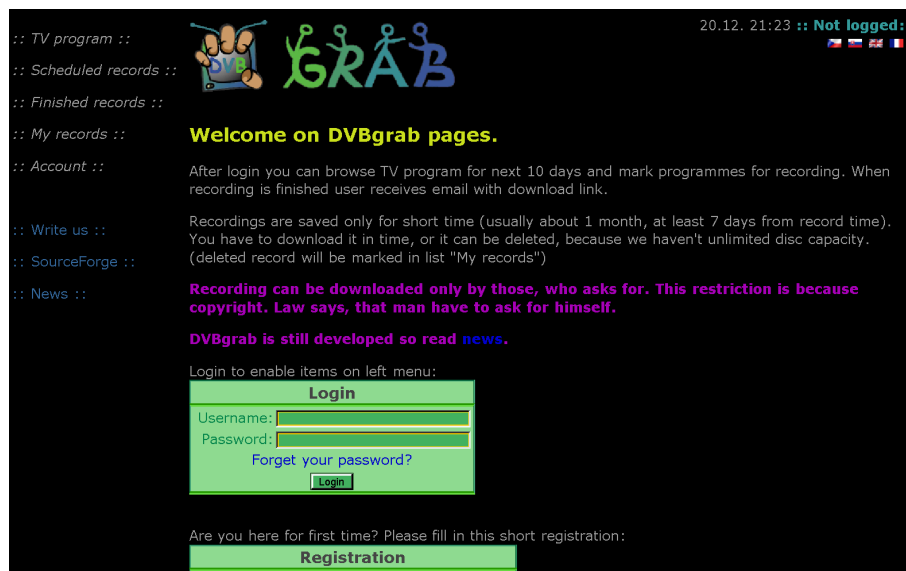 :: TV program ::
:: Scheduled records ::
:: Finished records ::
:: My records ::
:: Account ::
:: Write us ::
:: SourceForge ::
:: News ::
DVB
GRAB
20.12. 21:23 :: Not logged:
Welcome on DVBgrab pages.
After login you can browse TV program for next 10 days and mark programmes for recording. When
recording is finished user receives email with download link.
Recordings are saved only for short time (usually about 1 month, at least 7 days from record time).
You have to download it in time, or it can be deleted, because we haven't unlimited disc capacity.
(deleted record will be marked in list "My records")
Recording can be downloaded only by those, who asks for. This restriction is because
copyright. Law says, that man have to ask for himself.
DVBgrab is still developed so read news.
Login to enable items on left menu:
Login
Username:
Password:
Forget your password?
Login
Are you here for first time? Please fill in this short registration:
Registration